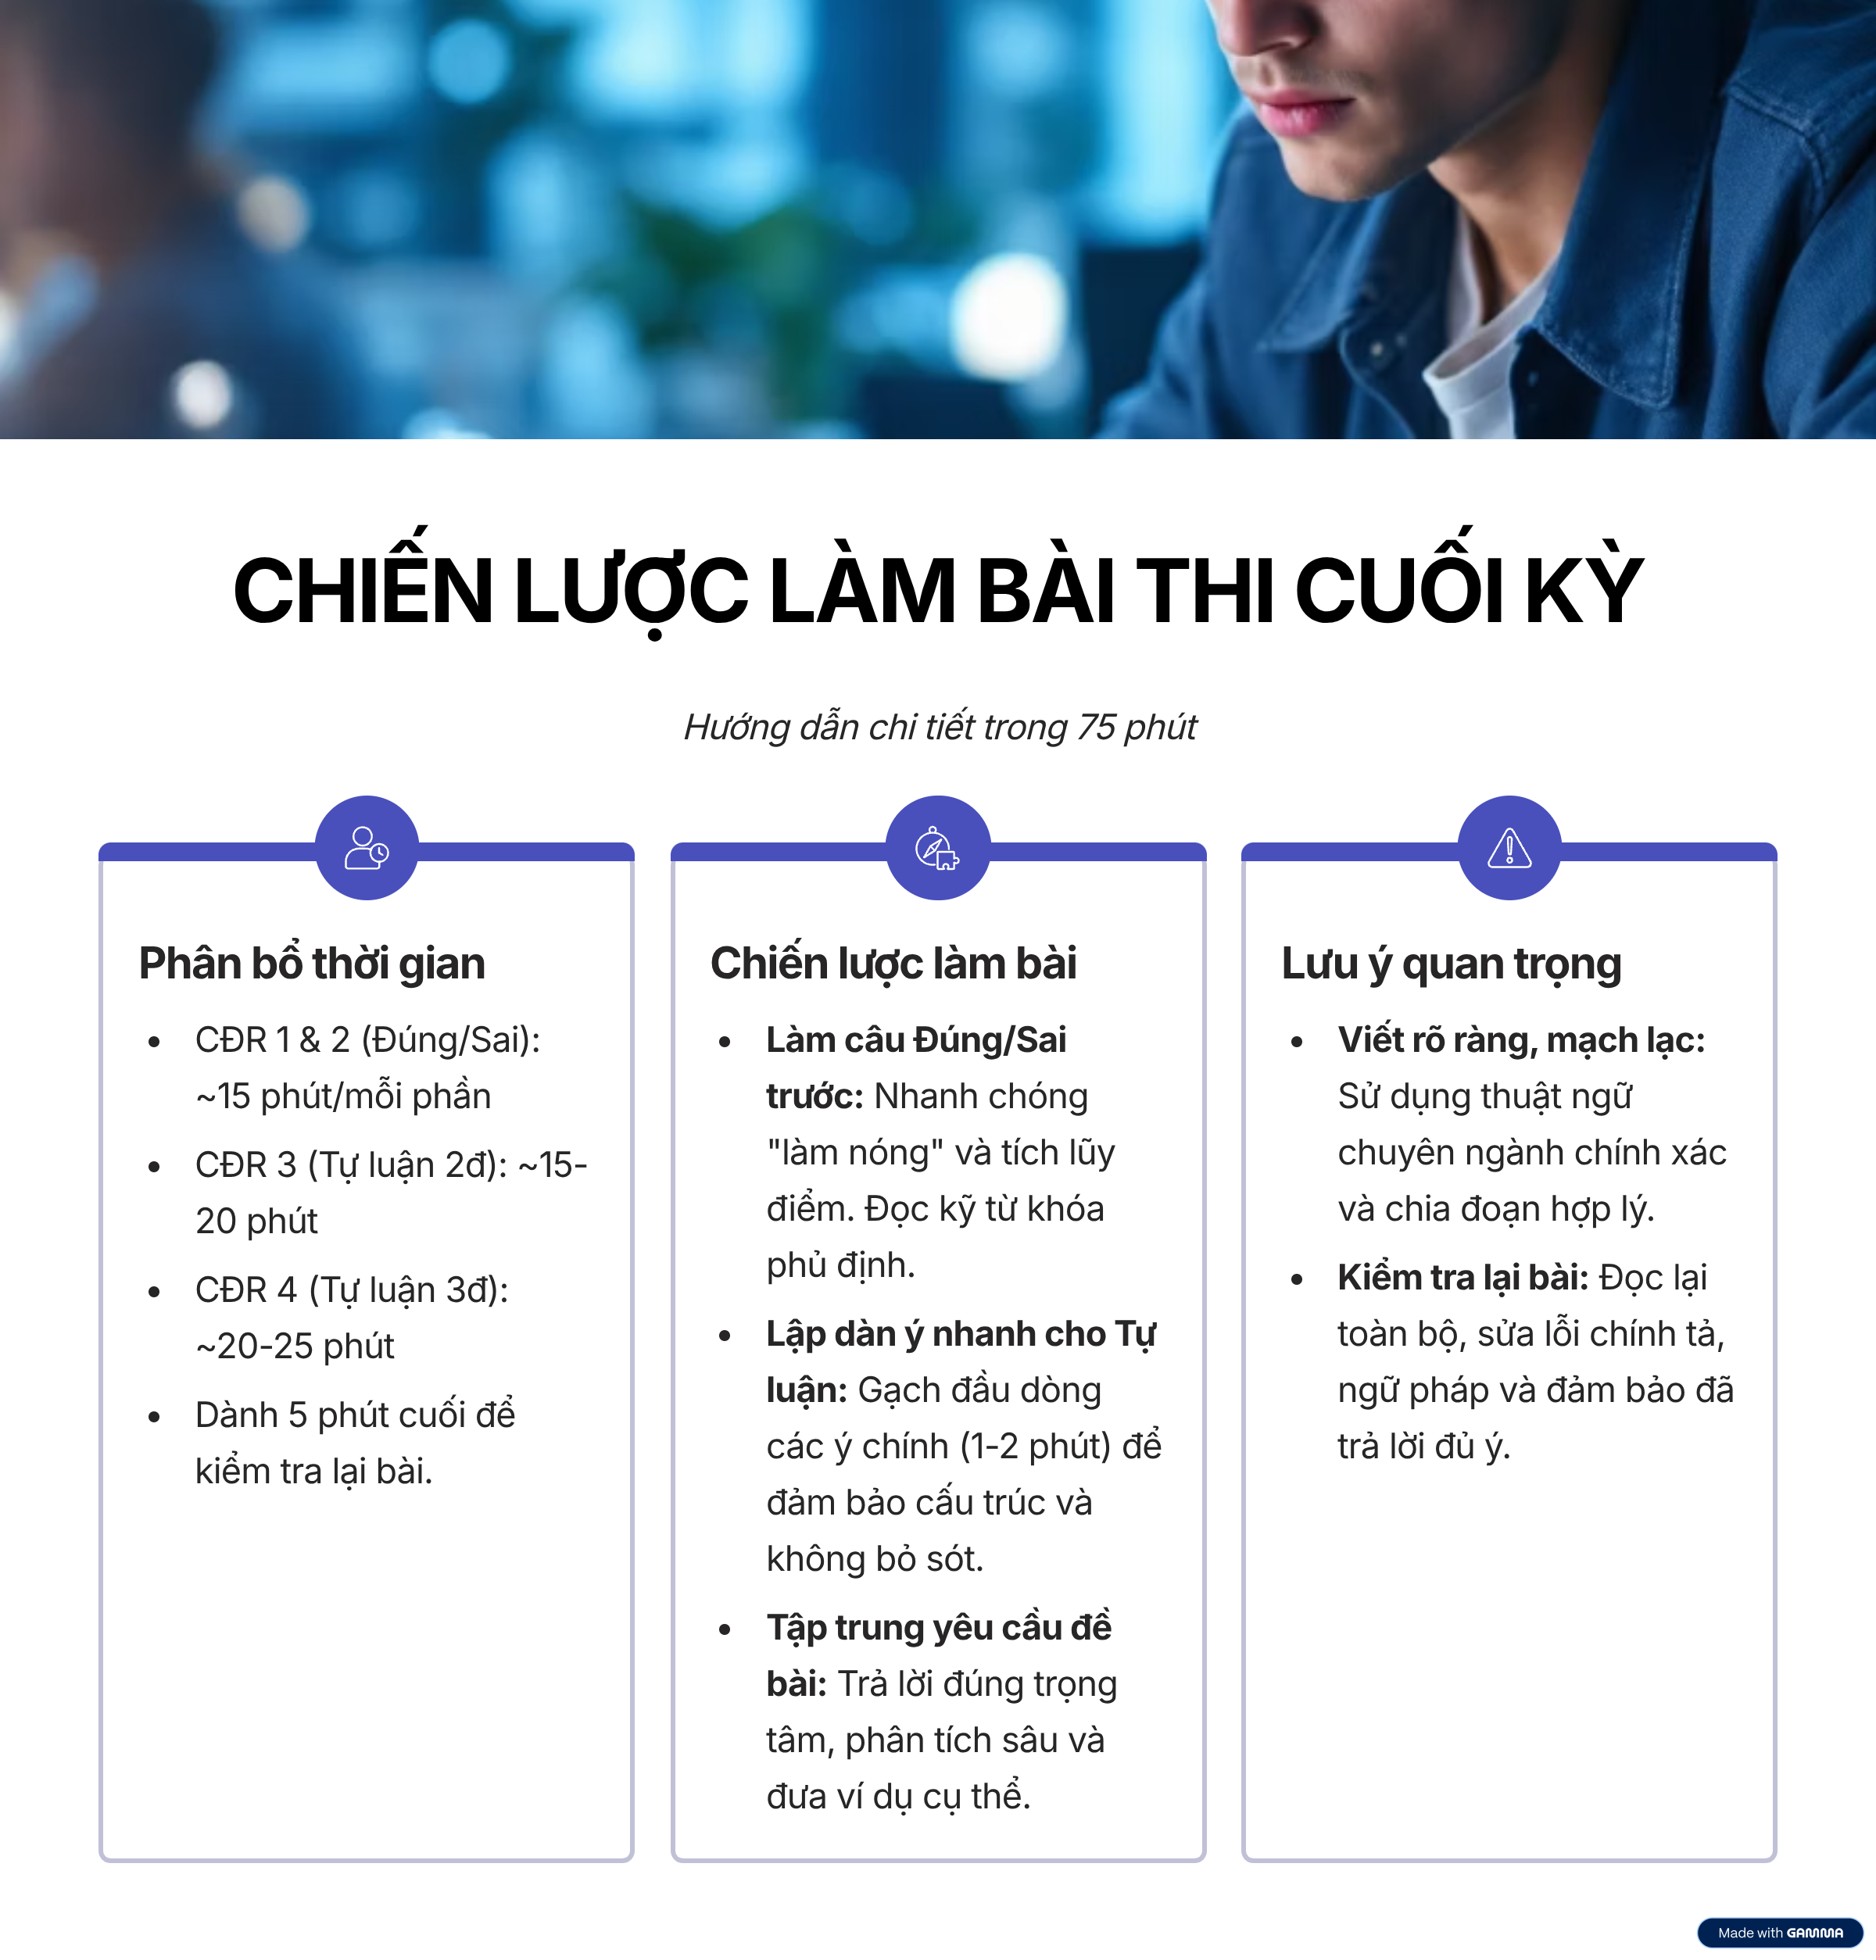 CHIẾN LƯỢC LÀM BÀI THI CUỐI KỲ
Hướng dẫn chi tiết trong 75 phút
Phân bổ thời gian
• CĐR 1 & 2 (Đúng/Sai):
~15 phút/mỗi phần
• CĐR 3 (Tự luận 2đ): ~15-
20 phút
• CĐR 4 (Tự luận 3đ):
~20-25 phút
• Dành 5 phút cuối để
kiểm tra lại bài.
Chiến lược làm bài
• Làm câu Đúng/Sai
trước: Nhanh chóng
"làm nóng" và tích lũy
điểm. Đọc kỹ từ khóa
phủ định.
• Lập dàn ý nhanh cho Tự
luận: Gạch đầu dòng
các ý chính (1-2 phút) để
đảm bảo cấu trúc và
không bỏ sót.
• Tập trung yêu cầu đề
bài: Trả lời đúng trọng
tâm, phân tích sâu và
đưa ví dụ cụ thể.
Lưu ý quan trọng
• Viết rõ ràng, mạch lạc:
Sử dụng thuật ngữ
chuyên ngành chính xác
và chia đoạn hợp lý.
• Kiểm tra lại bài: Đọc lại
toàn bộ, sửa lỗi chính tả,
ngữ pháp và đảm bảo đã
trả lời đủ ý.
Made with GAMMA